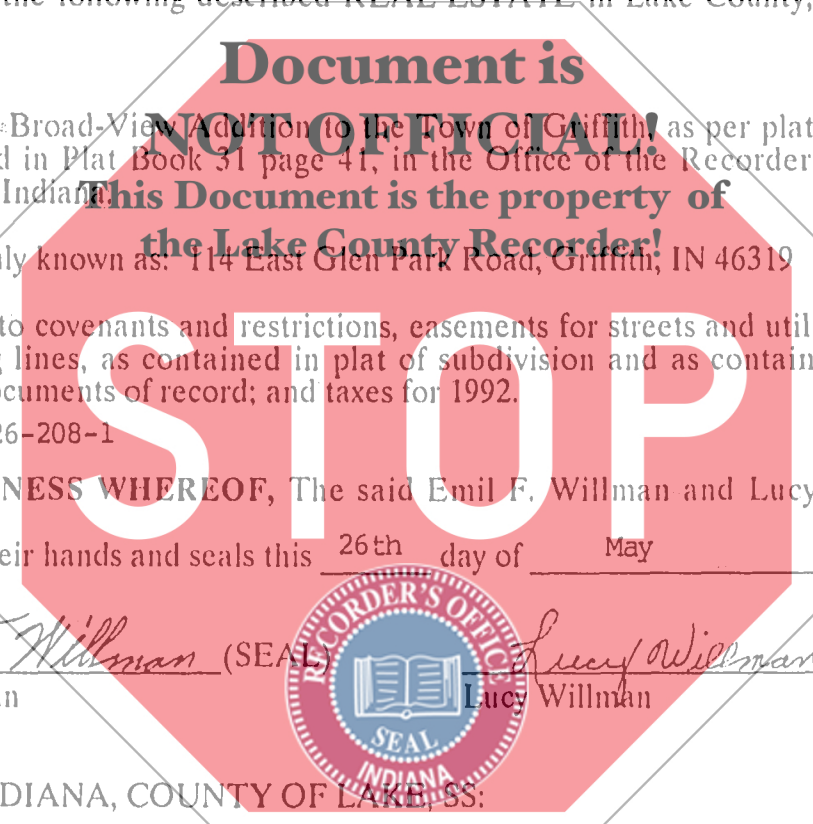 the following described REAL ESTATE in Lake County,
Document is
NOT OFFICIAL!
Broad-View Addition to the Town of Griffith, as per plat
d in Plat Book 31 page 41, in the Office of the Recorder
Indiana.
This Document is the property of
the Lake County Recorder!
ly known as: 114 East Glen Park Road, Griffith, IN 46319
to covenants and restrictions, easements for streets and util
lines, as contained in plat of subdivision and as contain
cuments of record; and taxes for 1992.
STOP
26-208-1
NESS WHEREOF, The said Emil F. Willman and Lucy
eir hands and seals this 26th day of May
Willman (SEAL) Lucy Willman
n Lucy Willman
RECORDER'S OFFICE
SEAL
INDIANA
DIANA, COUNTY OF LAKE, SS: